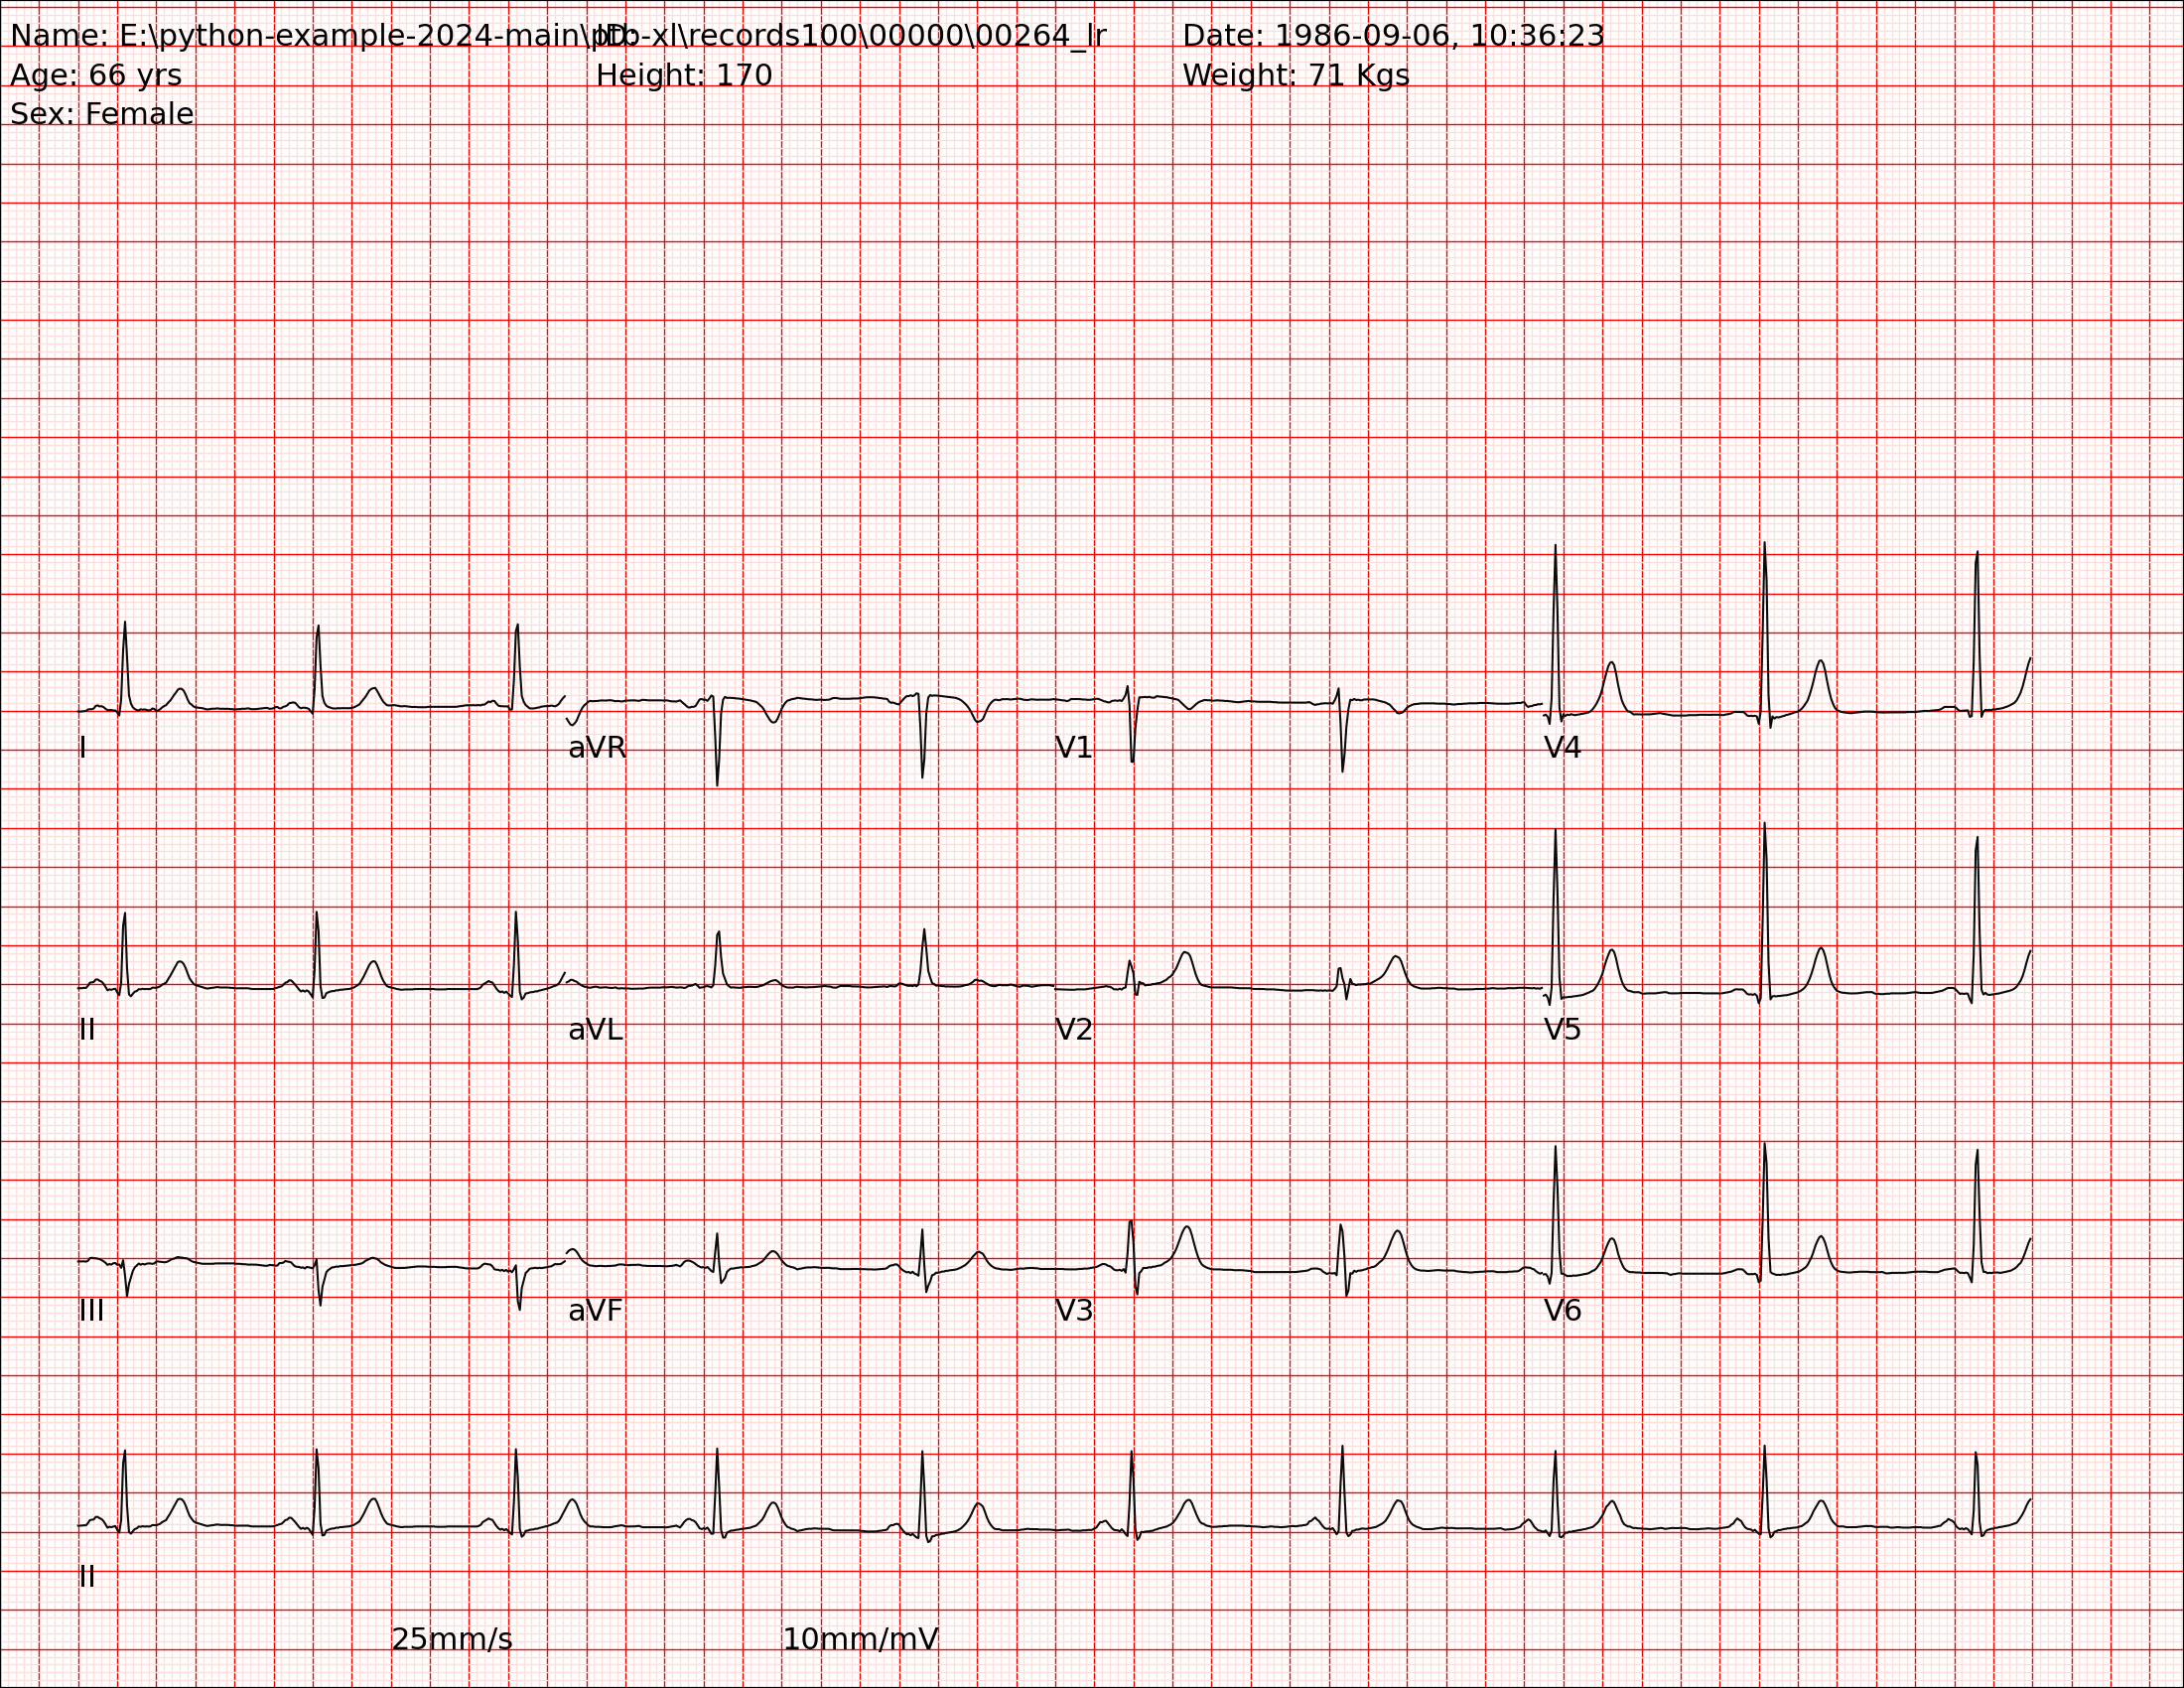 Name: E:\python-example-2024-main\ptb-xl\records100\00000\00264_lr ID: Date: 1986-09-06, 10:36:23
Age: 66 yrs Height: 170 Weight: 71 Kgs
Sex: Female
I aVR V1 V4
II aVL V2 V5
III aVF V3 V6
II
25mm/s 10mm/mV